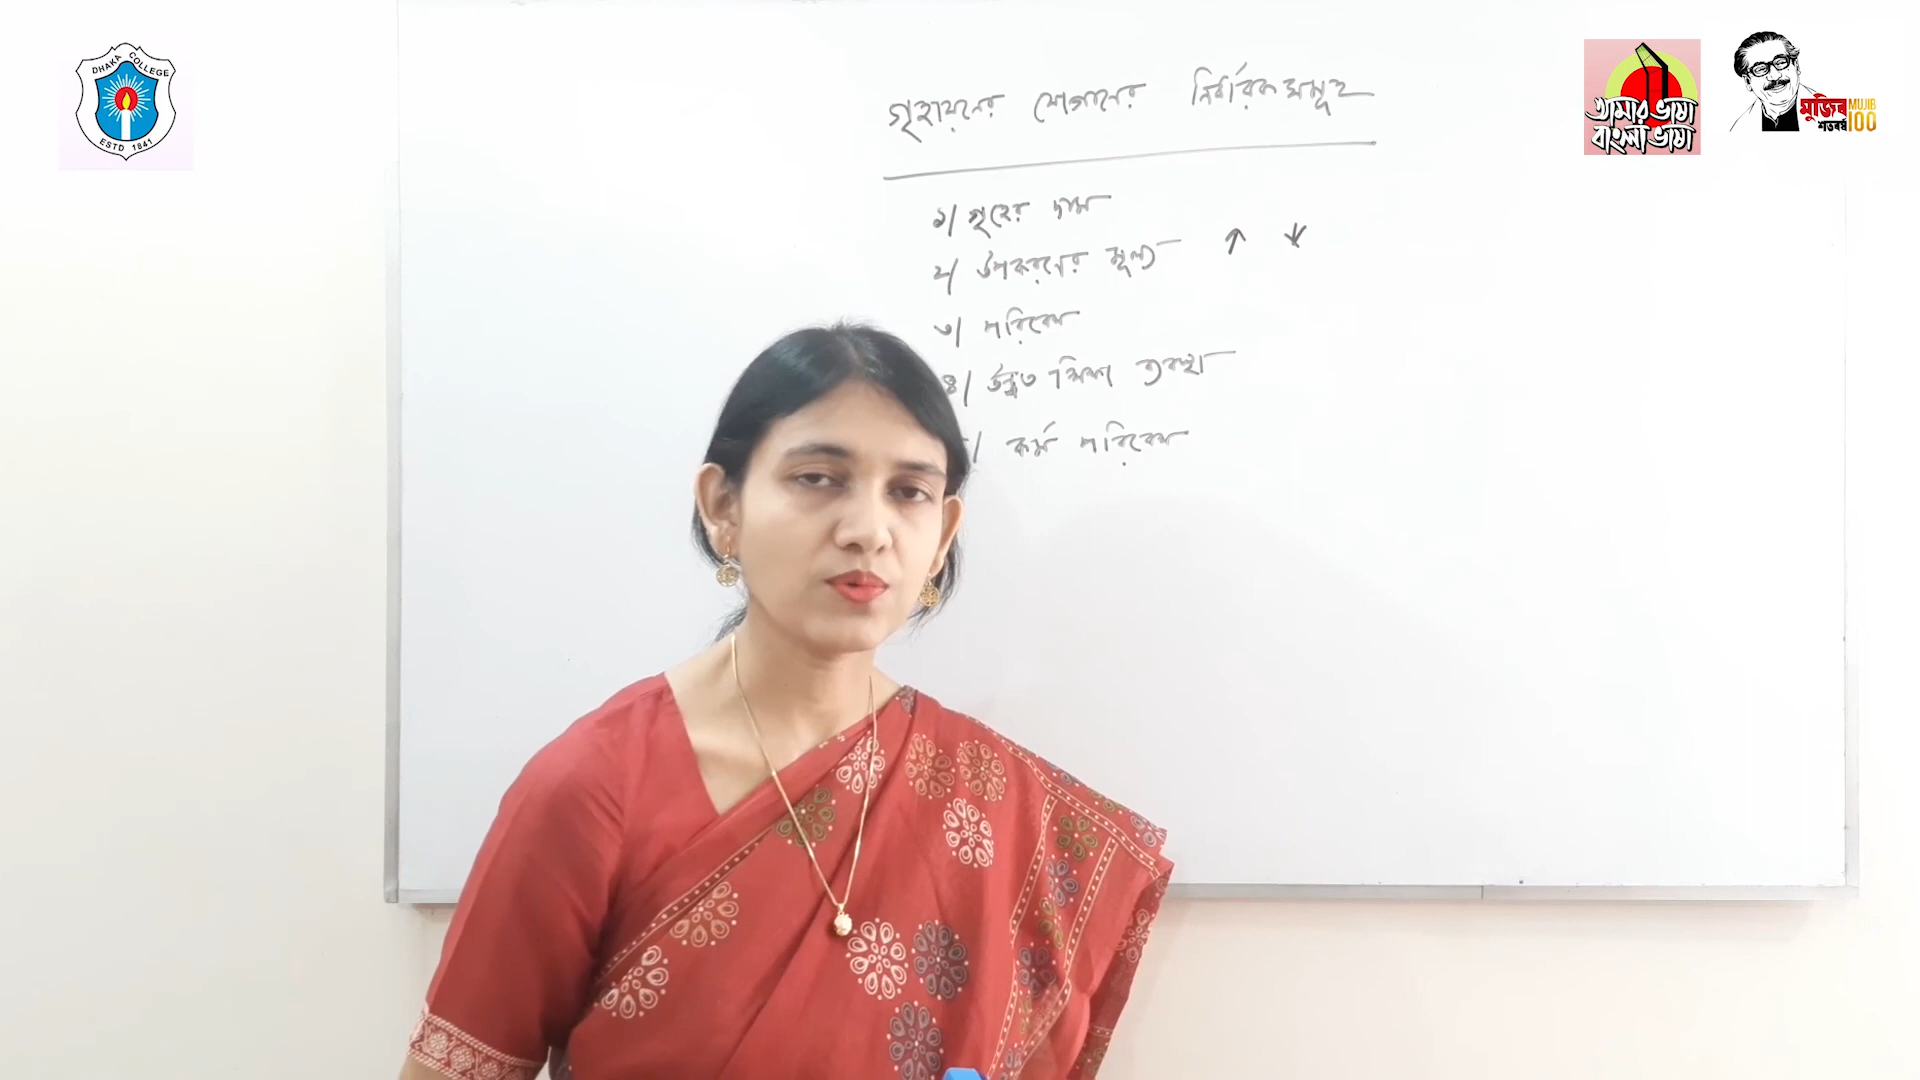 DHAKA COLLEGE
ESTD 1841
আমার ভাষা
বাংলা ভাষা
মুজিব
শতবর্ষ
MUJIB
100
গৃহায়নের যোগানের নির্ধারকসমূহ
১। গৃহের দাম
২। উপকরণের মূল্য ↑ ↓
৩। পরিবেশ
৪। উন্নত শিক্ষা ব্যবস্থা
। কর্ম পরিবেশ